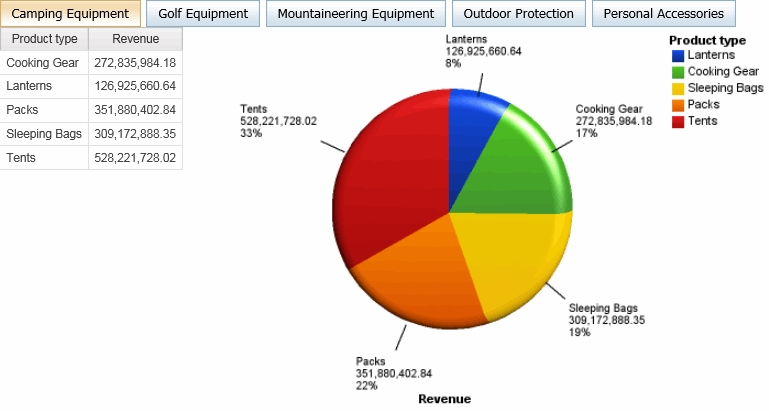 Camping Equipment
Golf Equipment
Mountaineering Equipment
Outdoor Protection
Personal Accessories
Product type Revenue
Cooking Gear 272,835,984.18
Lanterns 126,925,660.64
Packs 351,880,402.84
Sleeping Bags 309,172,888.35
Tents 528,221,728.02
Lanterns
126,925,660.64
8%
Cooking Gear
272,835,984.18
17%
Sleeping Bags
309,172,888.35
19%
Packs
351,880,402.84
22%
Tents
528,221,728.02
33%
Revenue
Product type
Lanterns
Cooking Gear
Sleeping Bags
Packs
Tents